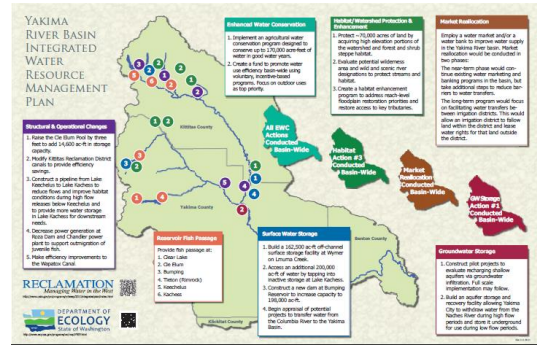 YAKIMA
RIVER BASIN
INTEGRATED
WATER
RESOURCE
MANAGEMENT
PLAN
Structural & Operational Changes
1. Raise the Cle Elum Pool by three
feet to add 14,600 ac-ft in storage
capacity.
2. Modify Kittitas Reclamation District
canals to provide efficiency
savings.
3. Construct a pipeline from Lake
Keechelus to Lake Kachess to
reduce flows and improve habitat
conditions during high flow
releases below Keechelus and
to provide more water storage
in Lake Kachess for downstream
needs.
4. Decrease power generation at
Roza Dam and Chandler power
plant to support outmigration of
juvenile fish.
5. Make efficiency improvements to
the Wapatox Canal
RECLAMATION
Managing Water in the West
DEPARTMENT OF
ECOLOGY
State of Washington
Enhanced Water Conservation
1. Implement an agricultural water
conservation program designed
to conserve up to 170,000 acre-feet of
water in good water years.
2. Create a fund to promote water
use efficiency basin-wide using
voluntary, incentive-based
programs. Focus on outdoor uses
as top priority.
Habitat/Watershed Protection &
Enhancement
1. Protect ~70,000 acres of land by
acquiring high elevation portions of
the watershed and forest and shrub
steppe habitat.
2. Evaluate potential wilderness
area and wild and scenic river
designations to protect streams and
habitat.
3. Create a habitat enhancement
program to address reach-level
floodplain restoration priorities and
restore access to key tributaries.
Market Reallocation
Employ a water market and/or a
water bank to improve water supply
in the Yakima River basin. Market
reallocation would be conducted in
two phases:
The near-term phase would
continue existing water marketing and
banking programs in the basin, but
take additional steps to reduce bar-
riers to water transfers.
The long-term program would focus
on facilitating water transfers be-
tween irrigation districts. This would
allow an irrigation district to fallow
land within the district and lease
water rights for that land outside
the district.
All EWC
Actions
Conducted
Basin-Wide
Habitat
Action #3
Conducted
Basin-Wide
Market
Reallocation
Conducted
Basin-Wide
GW Storage
Action #1
Conducted
Basin-Wide
Kittitas County
Yakima County
Benton County
Klickitat County
Reservoir Fish Passage
Provide fish passage at:
1. Clear Lake
2. Cle Elum
3. Bumping
4. Tieton (Rimrock)
5. Keechelus
6. Kachess
Surface Water Storage
1. Build a 162,500 ac-ft off-channel
surface storage facility at Wymer
on Lmuma Creek.
2. Access an additional 200,000
ac-ft of water by tapping into
inactive storage at Lake Kachess.
3. Construct a new dam at Bumping
Reservoir to increase capacity to
198,000 ac-ft.
4. Begin appraisal of potential
projects to transfer water from
the Columbia River to the Yakima
Basin.
Groundwater Storage
1. Construct pilot projects to
evaluate recharging shallow
aquifers via groundwater
infiltration. Full scale
implementation may follow.
2. Build an aquifer storage and
recovery facility allowing Yakima
City to withdraw water from the
Naches River during high flow
periods and store it underground
for use during low flow periods.